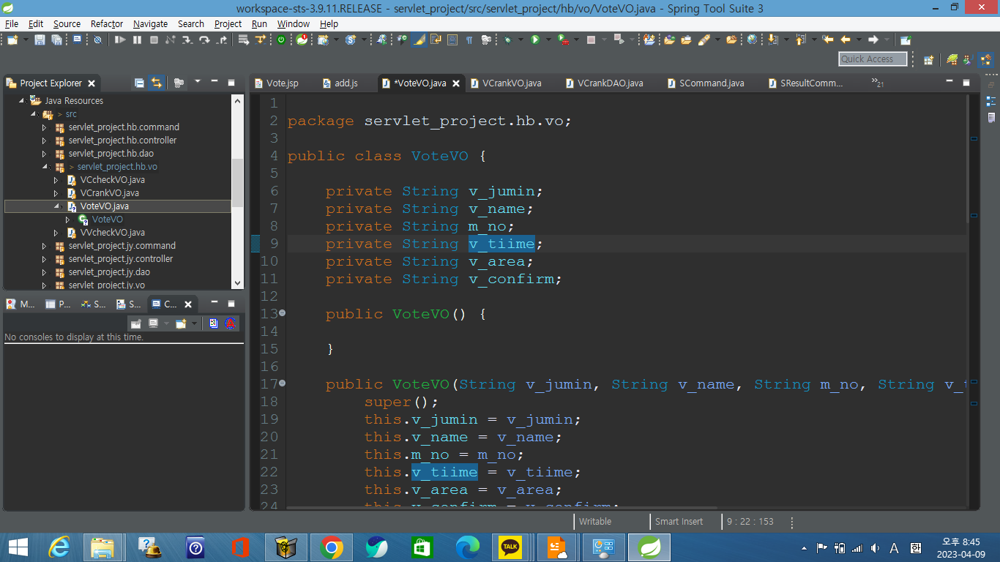 workspace-sts-3.9.11.RELEASE - servlet_project/src/servlet_project/hb/vo/VoteVO.java - Spring Tool Suite 3
File Edit Source Refactor Navigate Search Project Run Window Help
Quick Access
Project Explorer
Java Resources
> src
servlet_project.hb.command
servlet_project.hb.controller
servlet_project.hb.dao
> servlet_project.hb.vo
VCcheckVO.java
VCrankVO.java
VoteVO.java
VoteVO
VVcheckVO.java
servlet_project.jy.command
servlet_project.jy.controller
servlet_project.jy.dao
servlet_project.jy.vo
M... P... S... S... C...
No consoles to display at this time.
Vote.jsp add.js *VoteVO.java VCrankVO.java VCrankDAO.java SCommand.java SResultComm... »21
1
2 package servlet_project.hb.vo;
3
4 public class VoteVO {
5
6 private String v_jumin;
7 private String v_name;
8 private String m_no;
9 private String v_tiime;
10 private String v_area;
11 private String v_confirm;
12
13 public VoteVO() {
14
15 }
16
17 public VoteVO(String v_jumin, String v_name, String m_no, String v_t
18 super();
19 this.v_jumin = v_jumin;
20 this.v_name = v_name;
21 this.m_no = m_no;
22 this.v_tiime = v_tiime;
23 this.v_area = v_area;
24 this.v_confirm = v_confirm;
Writable Smart Insert 9 : 22 : 153
TALK
A 한
오후 8:45
2023-04-09